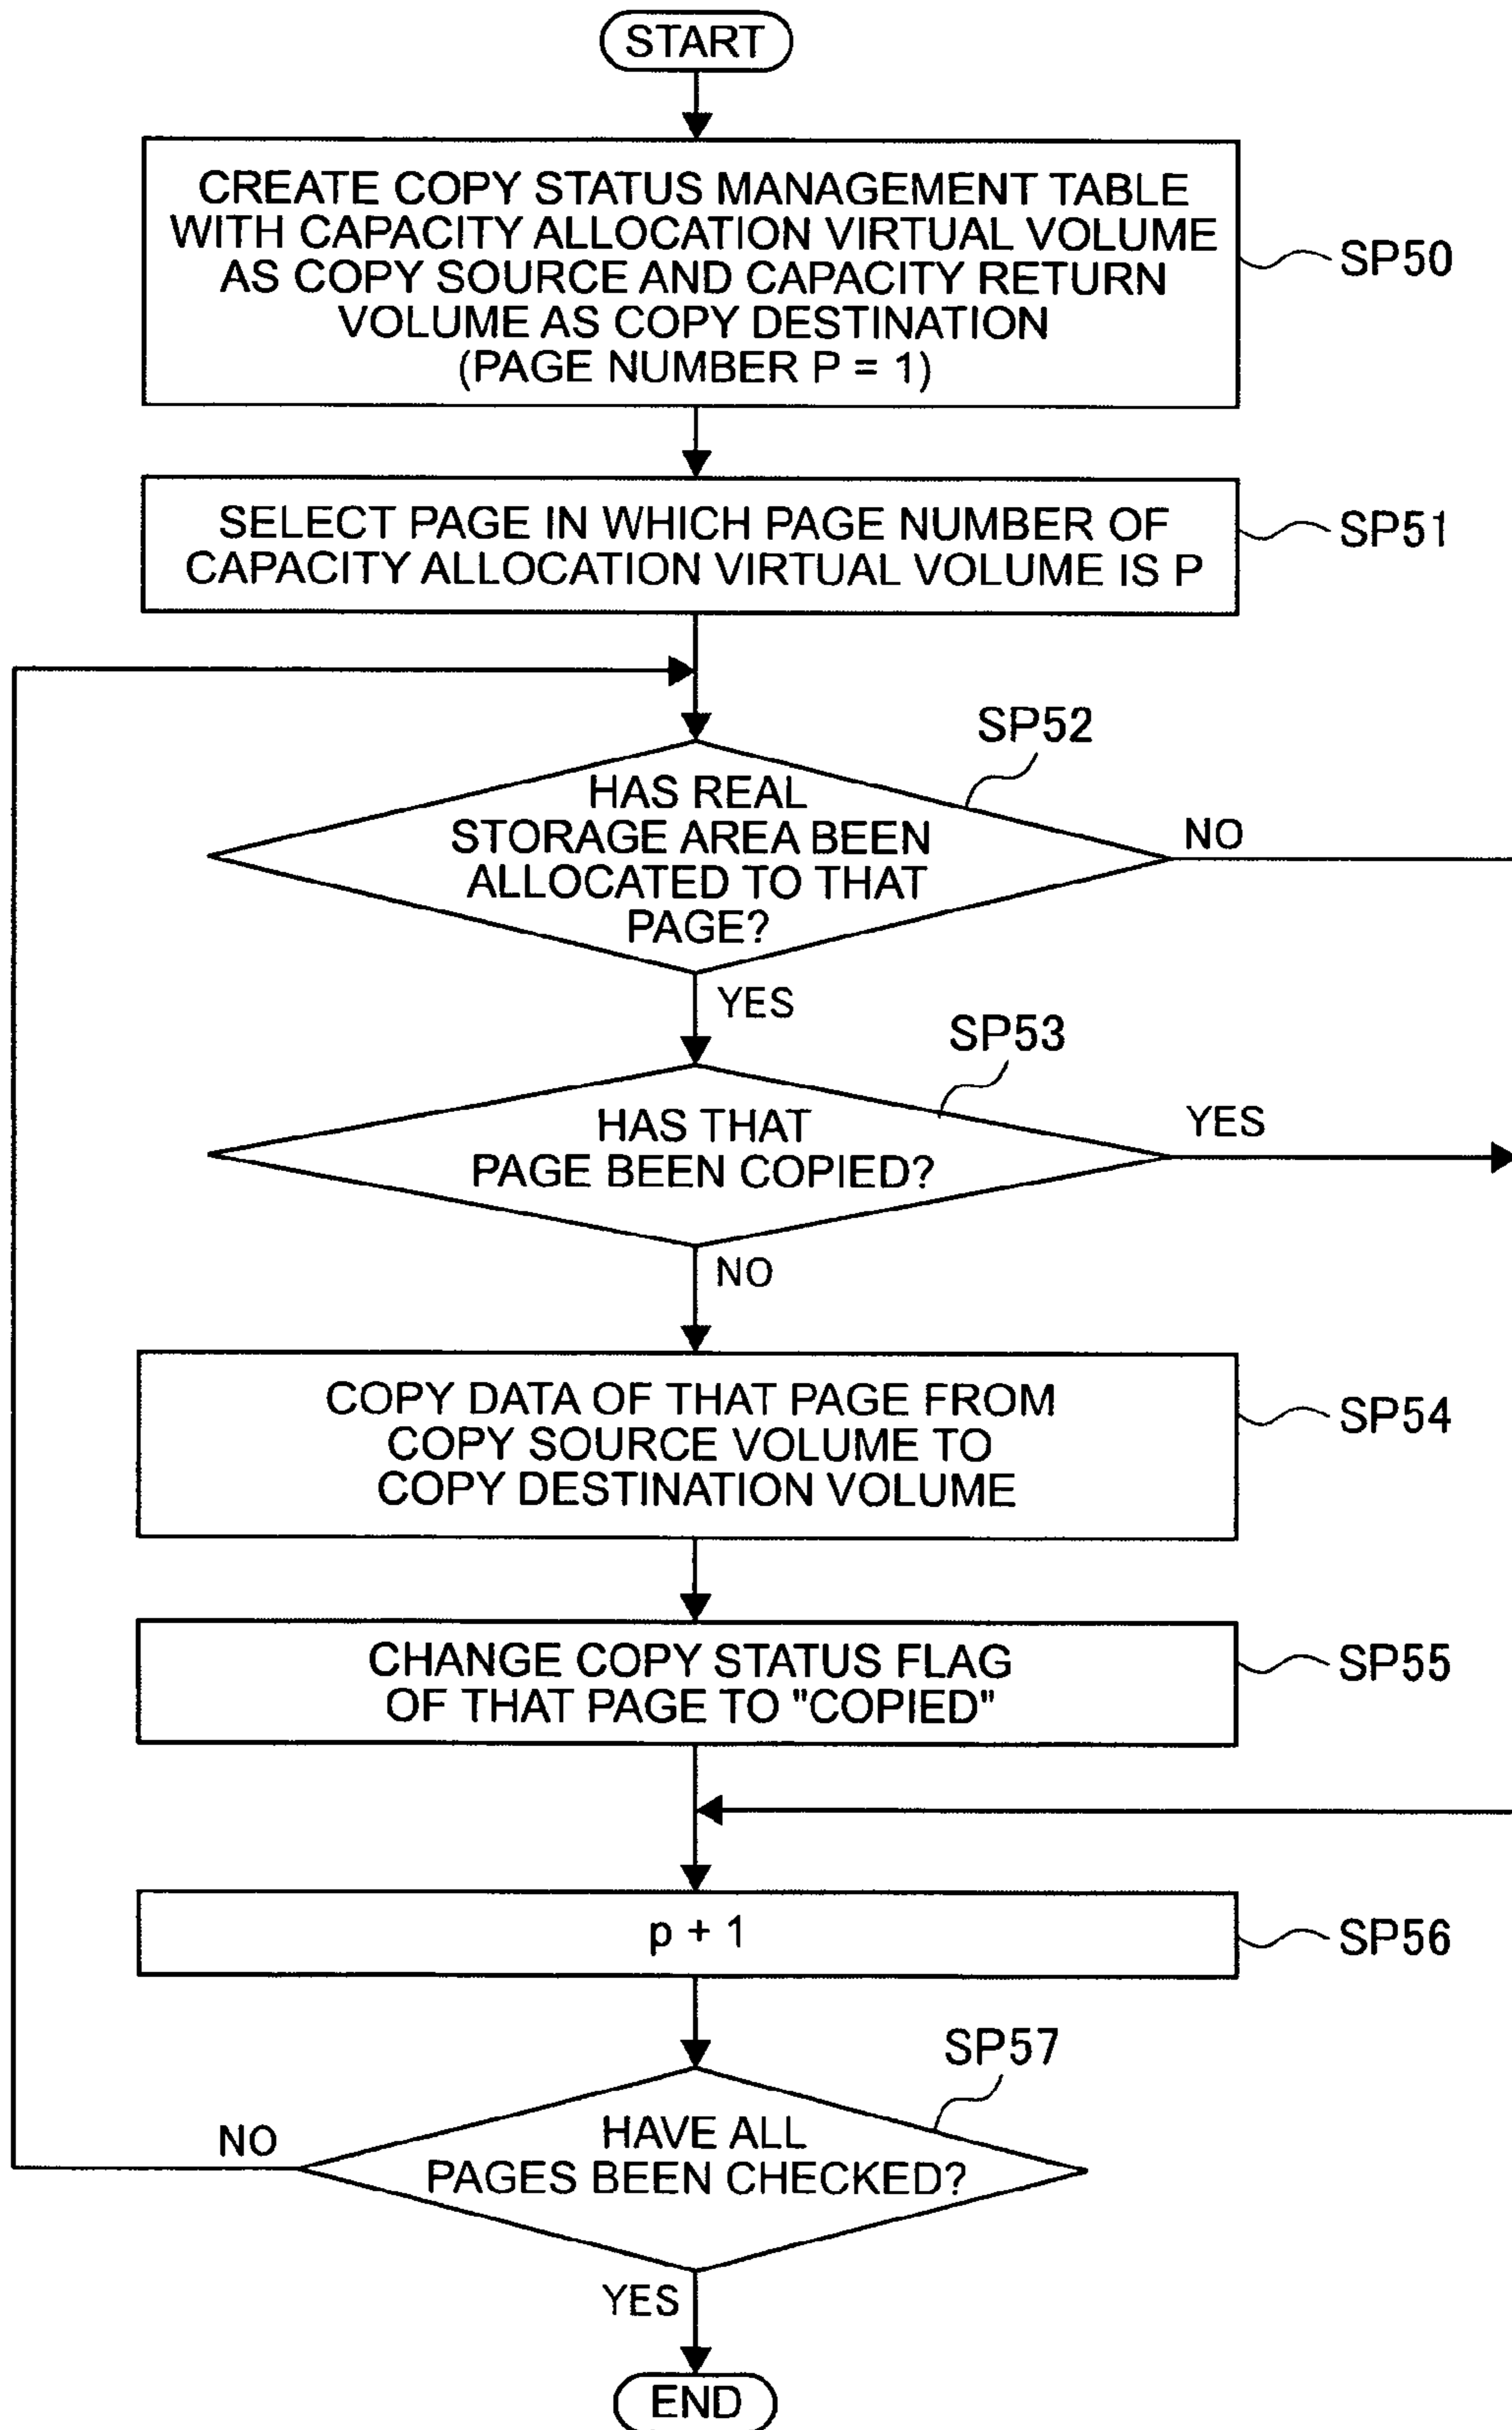 START
CREATE COPY STATUS MANAGEMENT TABLE
WITH CAPACITY ALLOCATION VIRTUAL VOLUME
AS COPY SOURCE AND CAPACITY RETURN
VOLUME AS COPY DESTINATION
(PAGE NUMBER P = 1)
SP50
SELECT PAGE IN WHICH PAGE NUMBER OF
CAPACITY ALLOCATION VIRTUAL VOLUME IS P
SP51
SP52
HAS REAL
STORAGE AREA BEEN
ALLOCATED TO THAT
PAGE?
NO
YES
SP53
HAS THAT
PAGE BEEN COPIED?
YES
NO
COPY DATA OF THAT PAGE FROM
COPY SOURCE VOLUME TO
COPY DESTINATION VOLUME
SP54
CHANGE COPY STATUS FLAG
OF THAT PAGE TO "COPIED"
SP55
p + 1
SP56
SP57
HAVE ALL
PAGES BEEN CHECKED?
NO
YES
END